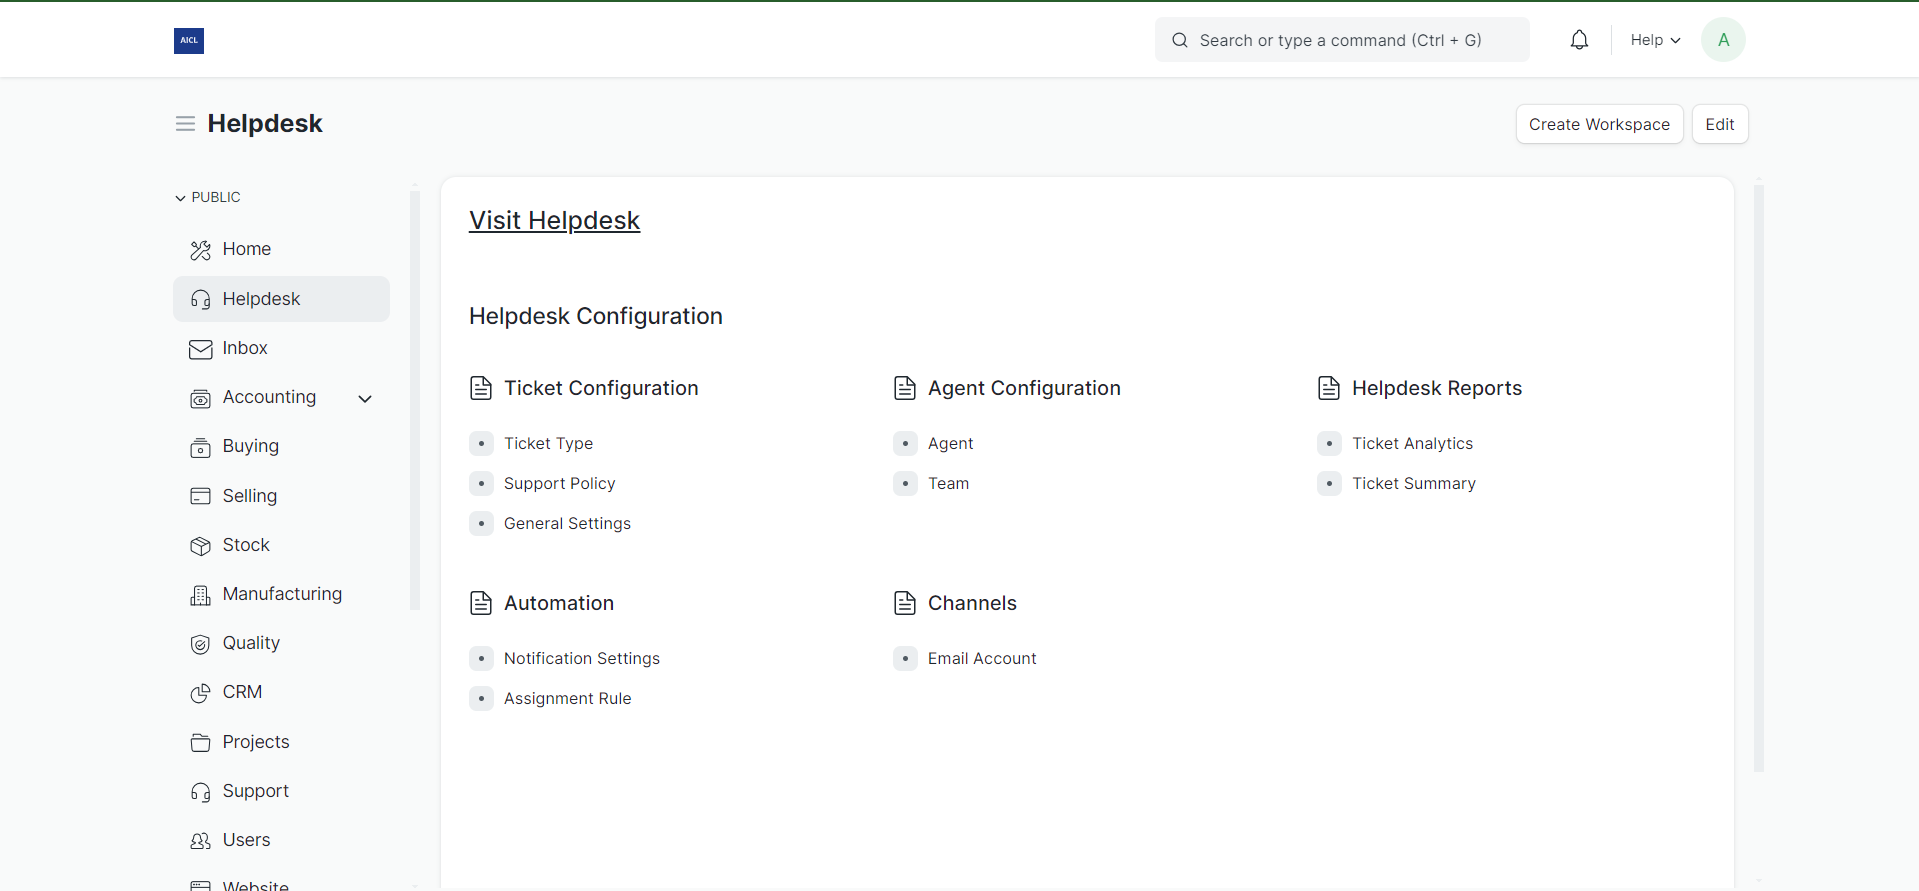 AICL
Search or type a command (Ctrl + G)
Help
A
Helpdesk
Create Workspace
Edit
PUBLIC
Home
Helpdesk
Inbox
Accounting
Buying
Selling
Stock
Manufacturing
Quality
CRM
Projects
Support
Users
Website
Visit Helpdesk
Helpdesk Configuration
Ticket Configuration
Ticket Type
Support Policy
General Settings
Agent Configuration
Agent
Team
Helpdesk Reports
Ticket Analytics
Ticket Summary
Automation
Notification Settings
Assignment Rule
Channels
Email Account